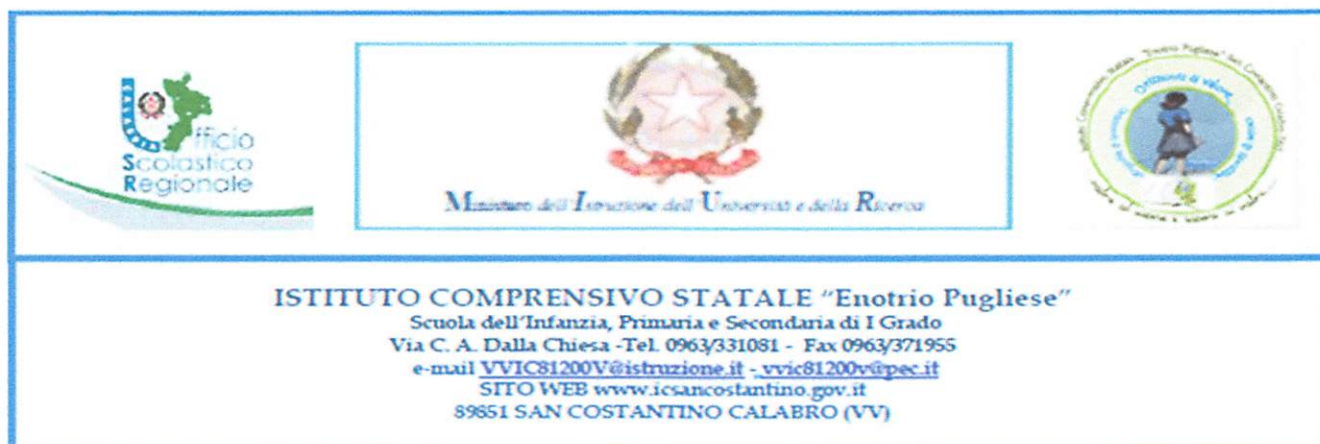 Ufficio
Scolastico
Regionale
CALABRIA
Ministero dell'Istruzione dell'Università e della Ricerca
ISTITUTO COMPRENSIVO STATALE “Enotrio Pugliese”
Scuola dell'Infanzia, Primaria e Secondaria di I Grado
Via C. A. Dalla Chiesa -Tel. 0963/331081 - Fax 0963/371955
e-mail VVIC81200V@istruzione.it - vvic81200v@pec.it
SITO WEB www.icsancostantino.gov.it
89851 SAN COSTANTINO CALABRO (VV)